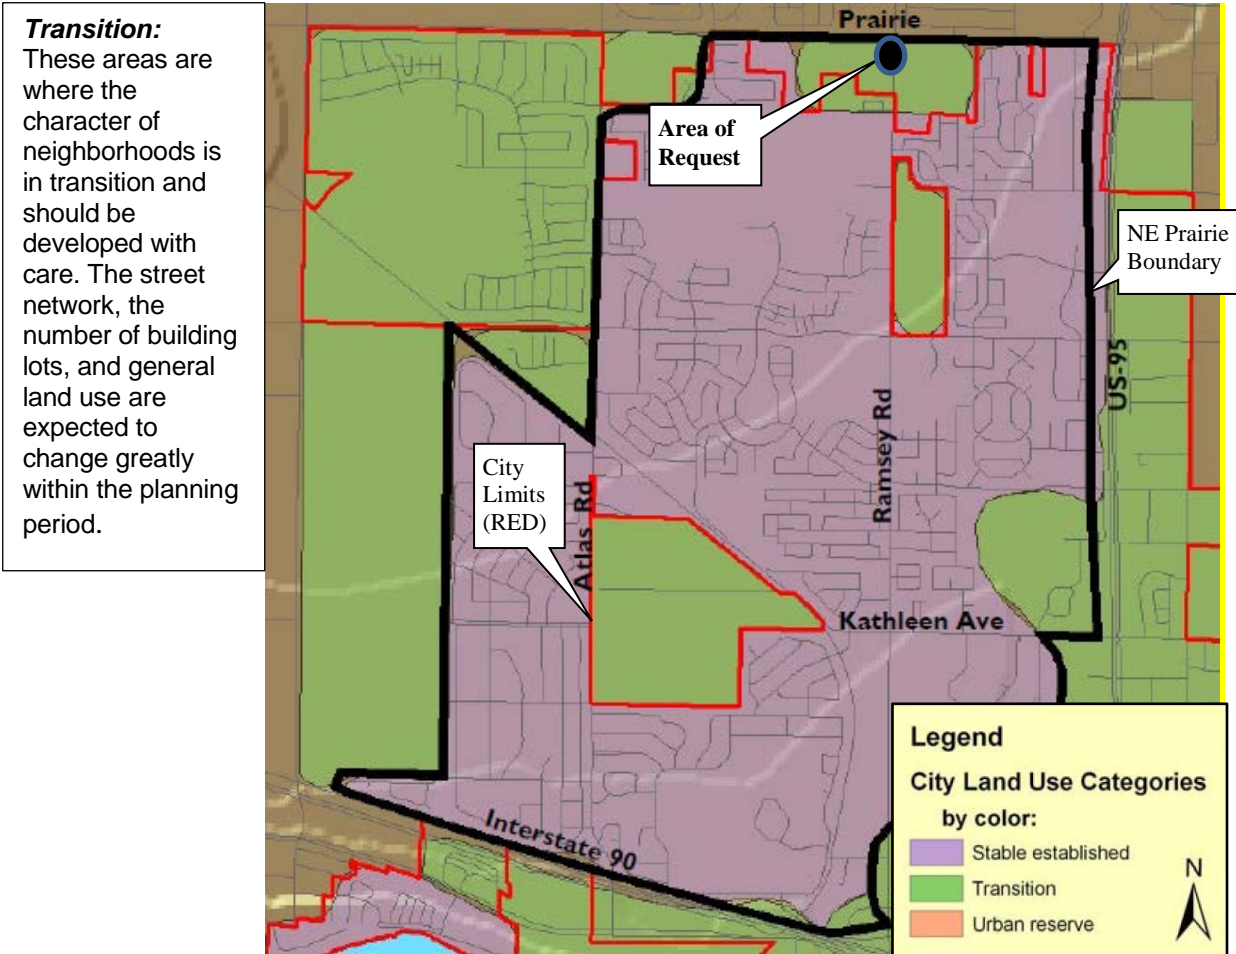 Transition:
These areas are
where the
character of
neighborhoods is
in transition and
should be
developed with
care. The street
network, the
number of building
lots, and general
land use are
expected to
change greatly
within the planning
period.
Prairie
Area of
Request
NE Prairie
Boundary
US-95
Ramsey Rd
City
Limits
(RED)
Atlas Rd
Kathleen Ave
Interstate 90
Legend
City Land Use Categories
by color:
Stable established
Transition
Urban reserve
N